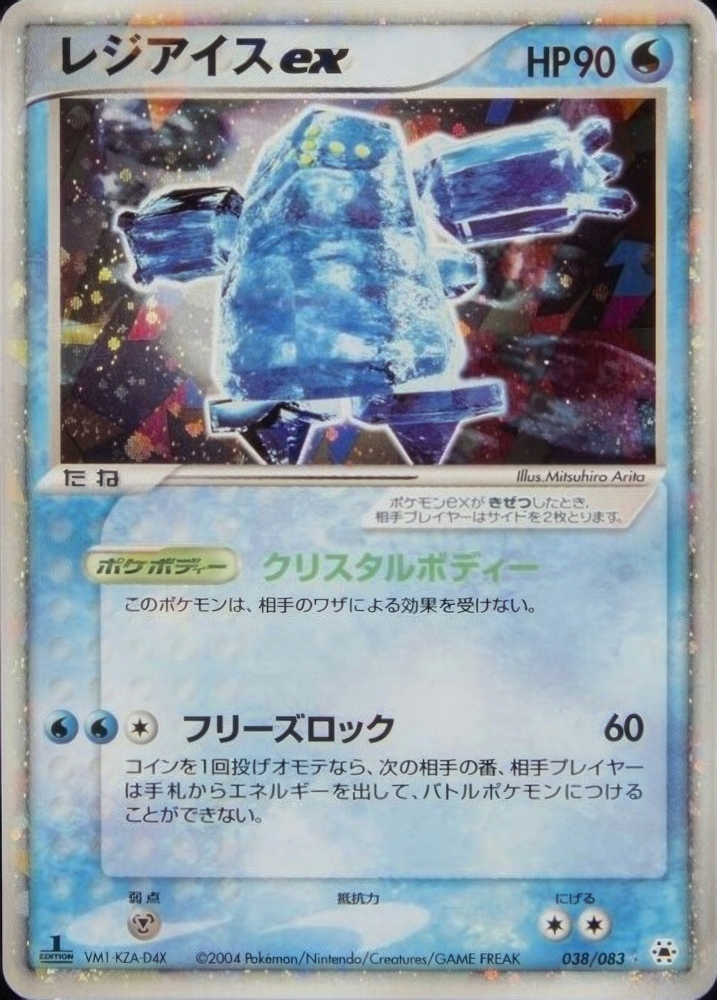 レジアイスex HP90
たね Illus.Mitsuhiro Arita
ポケモンexが きぜつしたとき、
相手プレイヤーはサイドを2枚とります。
ポケボディー クリスタルボディー
このポケモンは、相手のワザによる効果を受けない。
フリーズロック 60
コインを1回投げオモテなら、次の相手の番、相手プレイヤー
は手札からエネルギーを出して、バトルポケモンにつける
ことができない。
弱点 抵抗力 にげる
1
EDITION VM1-KZA-D4X ©2004 Pokémon/Nintendo/Creatures/GAME FREAK 038/083